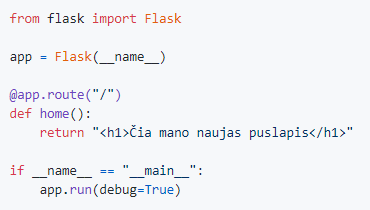 from flask import Flask
app = Flask(__name__)
@app.route("/")
def home():
    return "<h1>Čia mano naujas puslapis</h1>"
if __name__ == "__main__":
    app.run(debug=True)